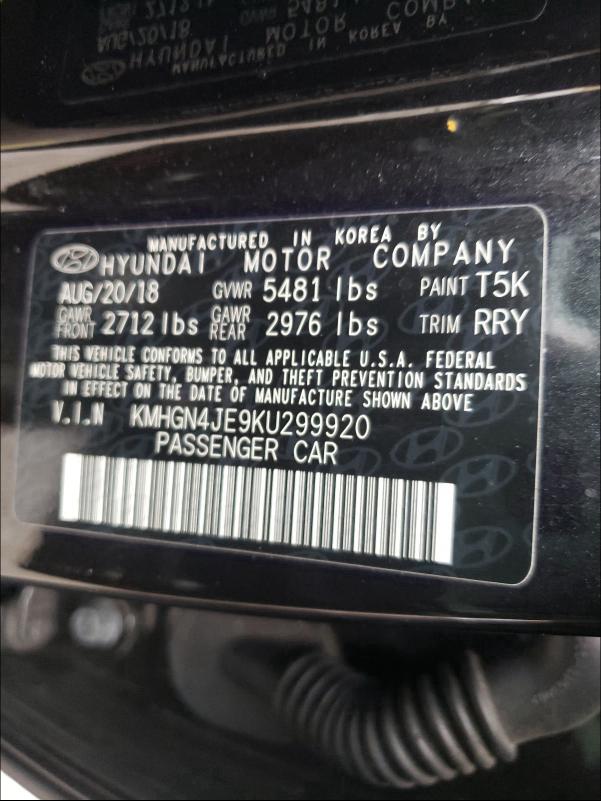 MANUFACTURED IN KOREA BY
HYUNDAI MOTOR COMPANY
AUG/20/18 GVWR 5481 lbs PAINT T5K
GAWR FRONT 2712 lbs GAWR REAR 2976 lbs TRIM RRY
THIS VEHICLE CONFORMS TO ALL APPLICABLE U.S.A. FEDERAL
MOTOR VEHICLE SAFETY, BUMPER, AND THEFT PREVENTION STANDARDS
IN EFFECT ON THE DATE OF MANUFACTURE SHOWN ABOVE
V.I.N KMHGN4JE9KU299920
PASSENGER CAR